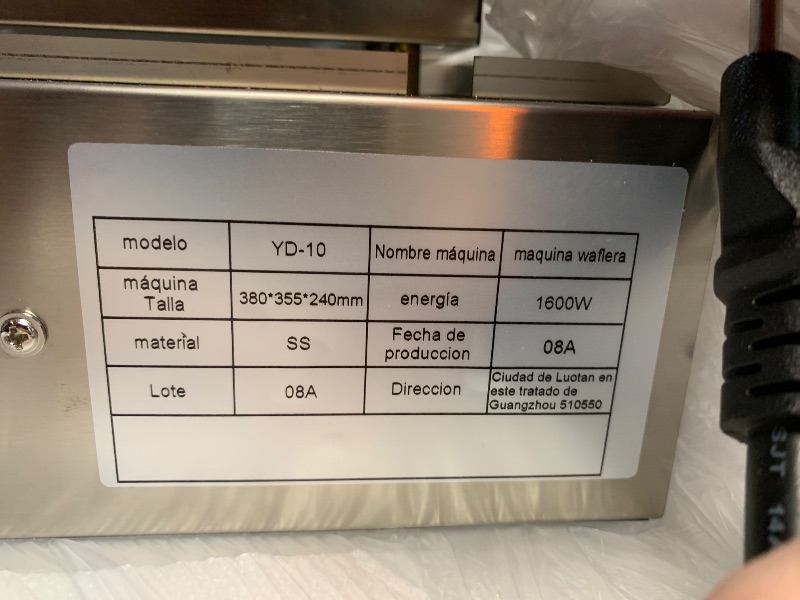 modelo YD-10 Nombre máquina maquina waflera
máquina
Talla 380*355*240mm energía 1600W
material SS Fecha de
produccion 08A
Lote 08A Direccion Ciudad de Luotan en
este tratado de
Guangzhou 510550
SJT 14